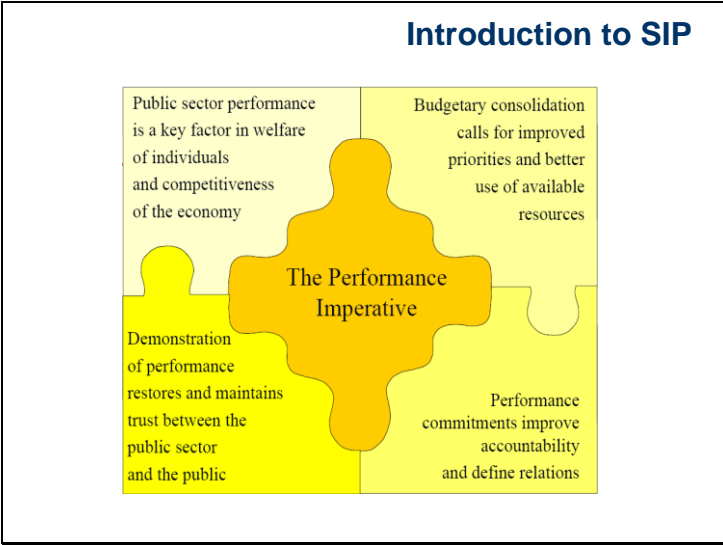 Introduction to SIP
Public sector performance
is a key factor in welfare
of individuals
and competitiveness
of the economy
Budgetary consolidation
calls for improved
priorities and better
use of available
resources
The Performance
Imperative
Demonstration
of performance
restores and maintains
trust between the
public sector
and the public
Performance
commitments improve
accountability
and define relations